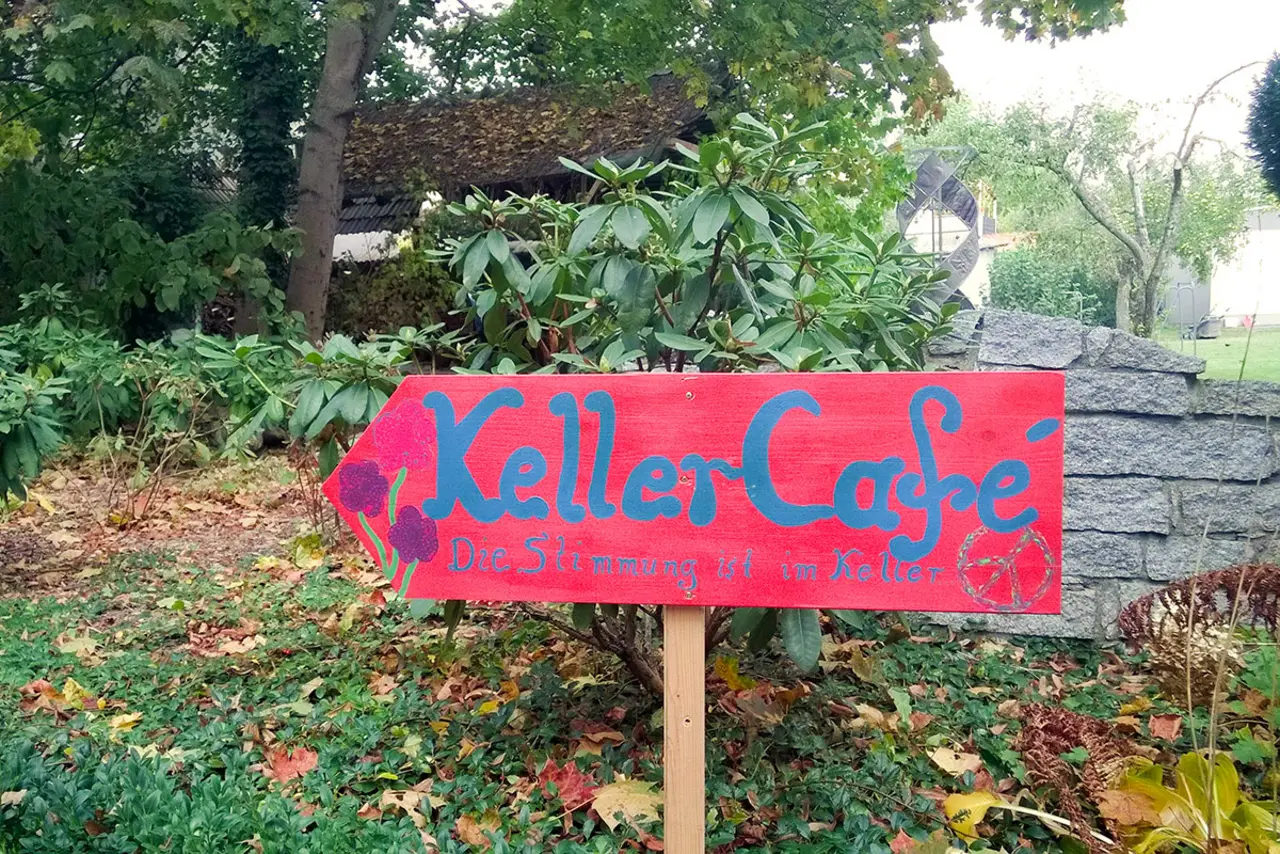 KellerCafé
Die Stimmung ist im Keller